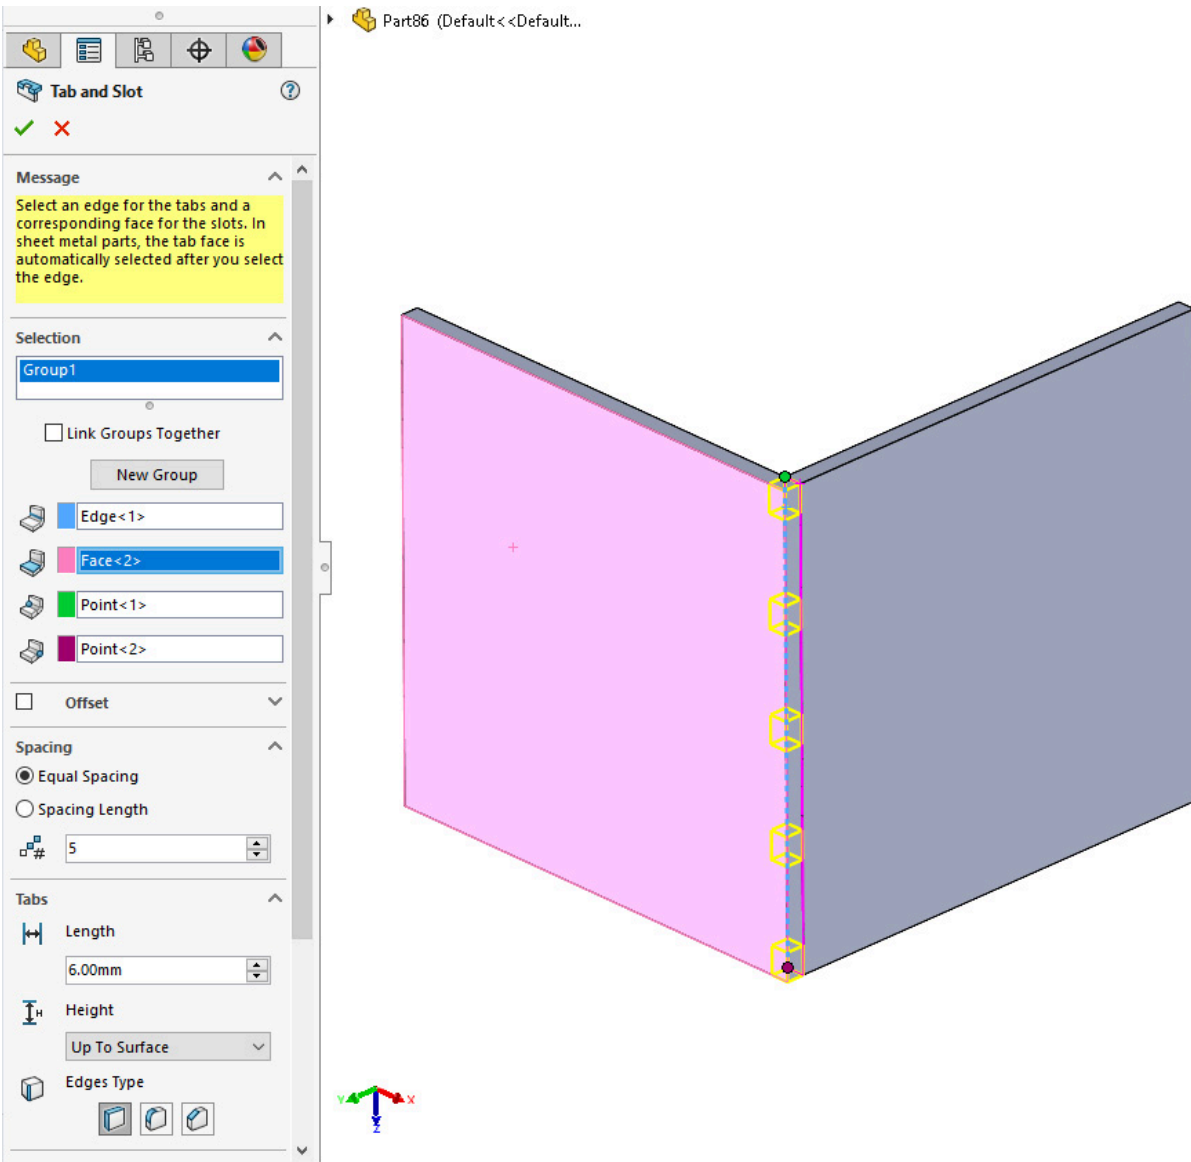 Part86 (Default<<Default...
Tab and Slot
Message
Select an edge for the tabs and a
corresponding face for the slots. In
sheet metal parts, the tab face is
automatically selected after you select
the edge.
Selection
Group1
Link Groups Together
New Group
Edge<1>
Face<2>
Point<1>
Point<2>
Offset
Spacing
Equal Spacing
Spacing Length
#
5
Tabs
Length
6.00mm
H
Height
Up To Surface
Edges Type
Y
X
Z